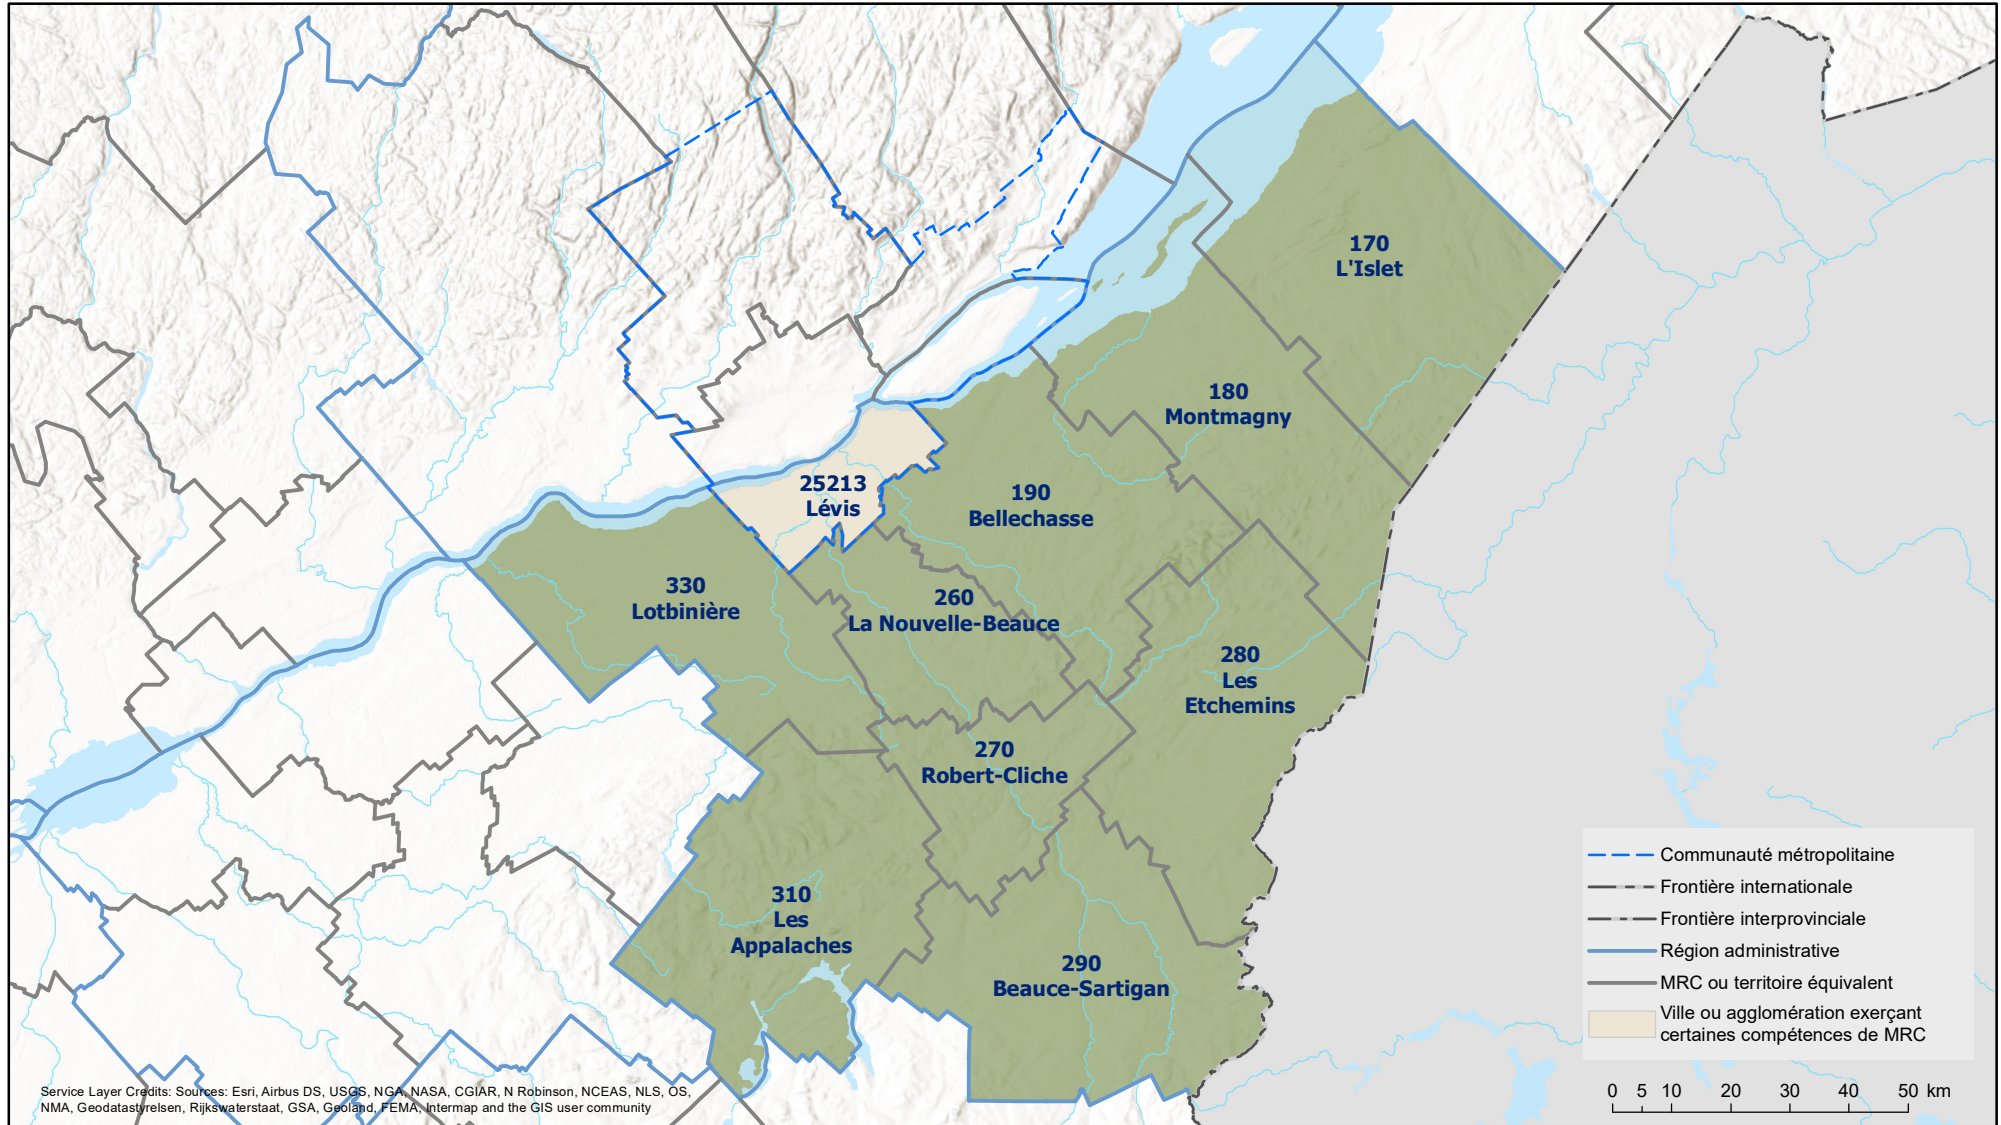 170
L'Islet
180
Montmagny
25213
Lévis
190
Bellechasse
330
Lotbinière
260
La Nouvelle-Beauce
280
Les
Etchemins
270
Robert-Cliche
310
Les
Appalaches
290
Beauce-Sartigan
Communauté métropolitaine
Frontière internationale
Frontière interprovinciale
Région administrative
MRC ou territoire équivalent
Ville ou agglomération exerçant
certaines compétences de MRC
0 5 10 20 30 40 50 km
Service Layer Credits: Sources: Esri, Airbus DS, USGS, NGA, NASA, CGIAR, N Robinson, NCEAS, NLS, OS,
NMA, Geodatastyrelsen, Rijkswaterstaat, GSA, Geoland, FEMA, Intermap and the GIS user community